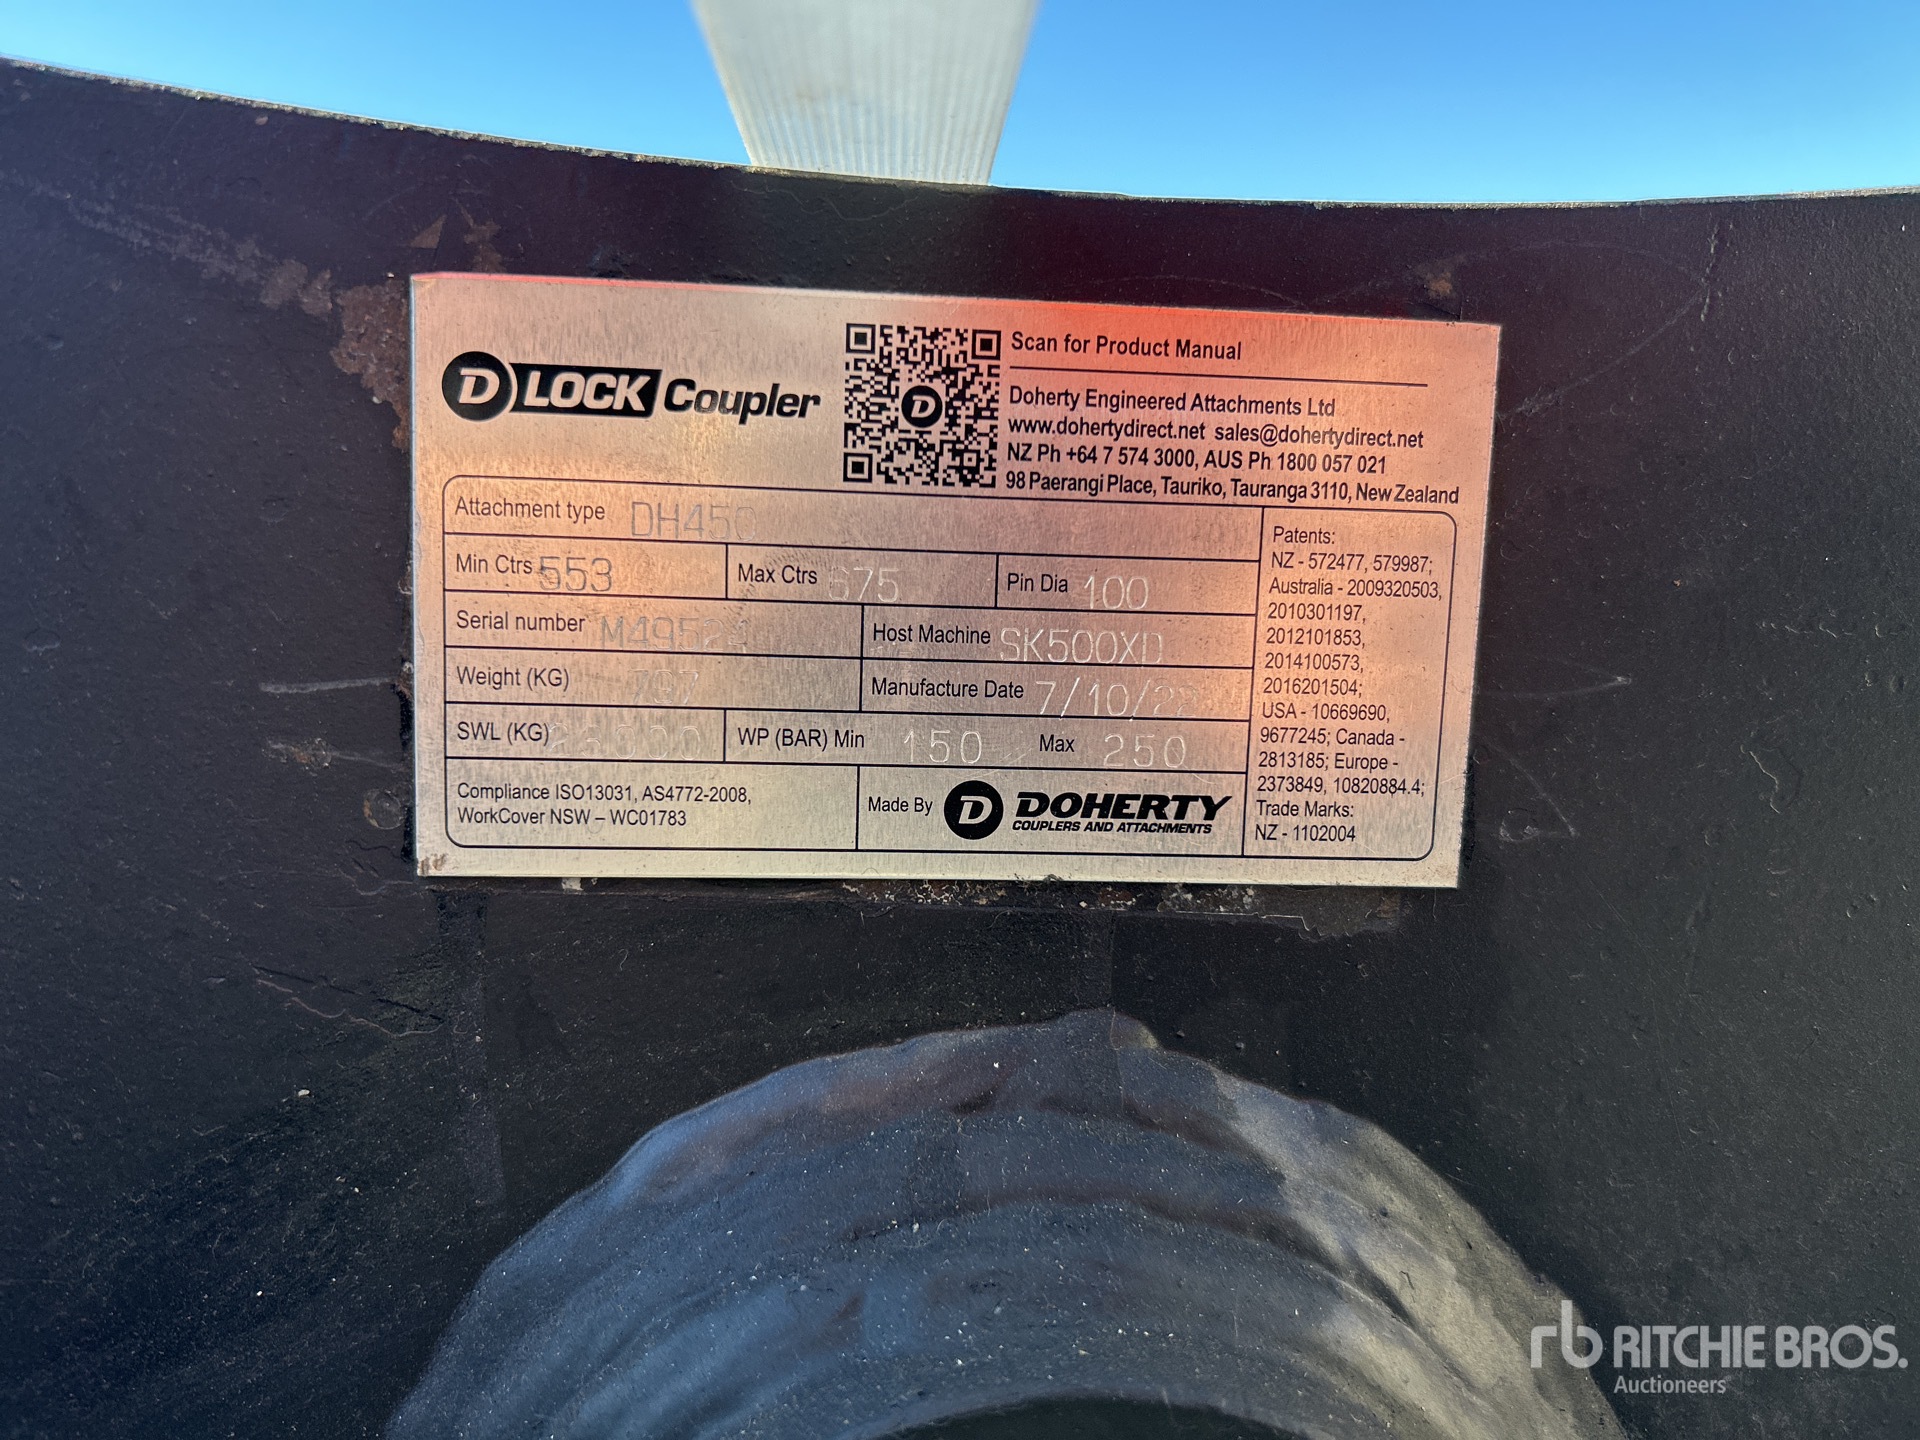 D LOCK Coupler
Scan for Product Manual
Doherty Engineered Attachments Ltd
www.dohertydirect.net sales@dohertydirect.net
NZ Ph +64 7 574 3000, AUS Ph 1800 057 021
98 Paerangi Place, Tauriko, Tauranga 3110, New Zealand
Attachment type DH450
Min Ctrs 553 Max Ctrs 675 Pin Dia 100
Serial number Host Machine SK500XD
Weight (KG) 797 Manufacture Date 7/10/22
SWL (KG) WP (BAR) Min 150 Max 250
Compliance ISO13031, AS4772-2008,
WorkCover NSW – WC01783
Made By D DOHERTY
COUPLERS AND ATTACHMENTS
Patents:
NZ - 572477, 579987;
Australia - 2009320503,
2010301197,
2012101853,
2014100573,
2016201504;
USA - 10669690,
9677245; Canada -
2813185; Europe -
2373849, 10820884.4;
Trade Marks:
NZ - 1102004
rb RITCHIE BROS.
Auctioneers